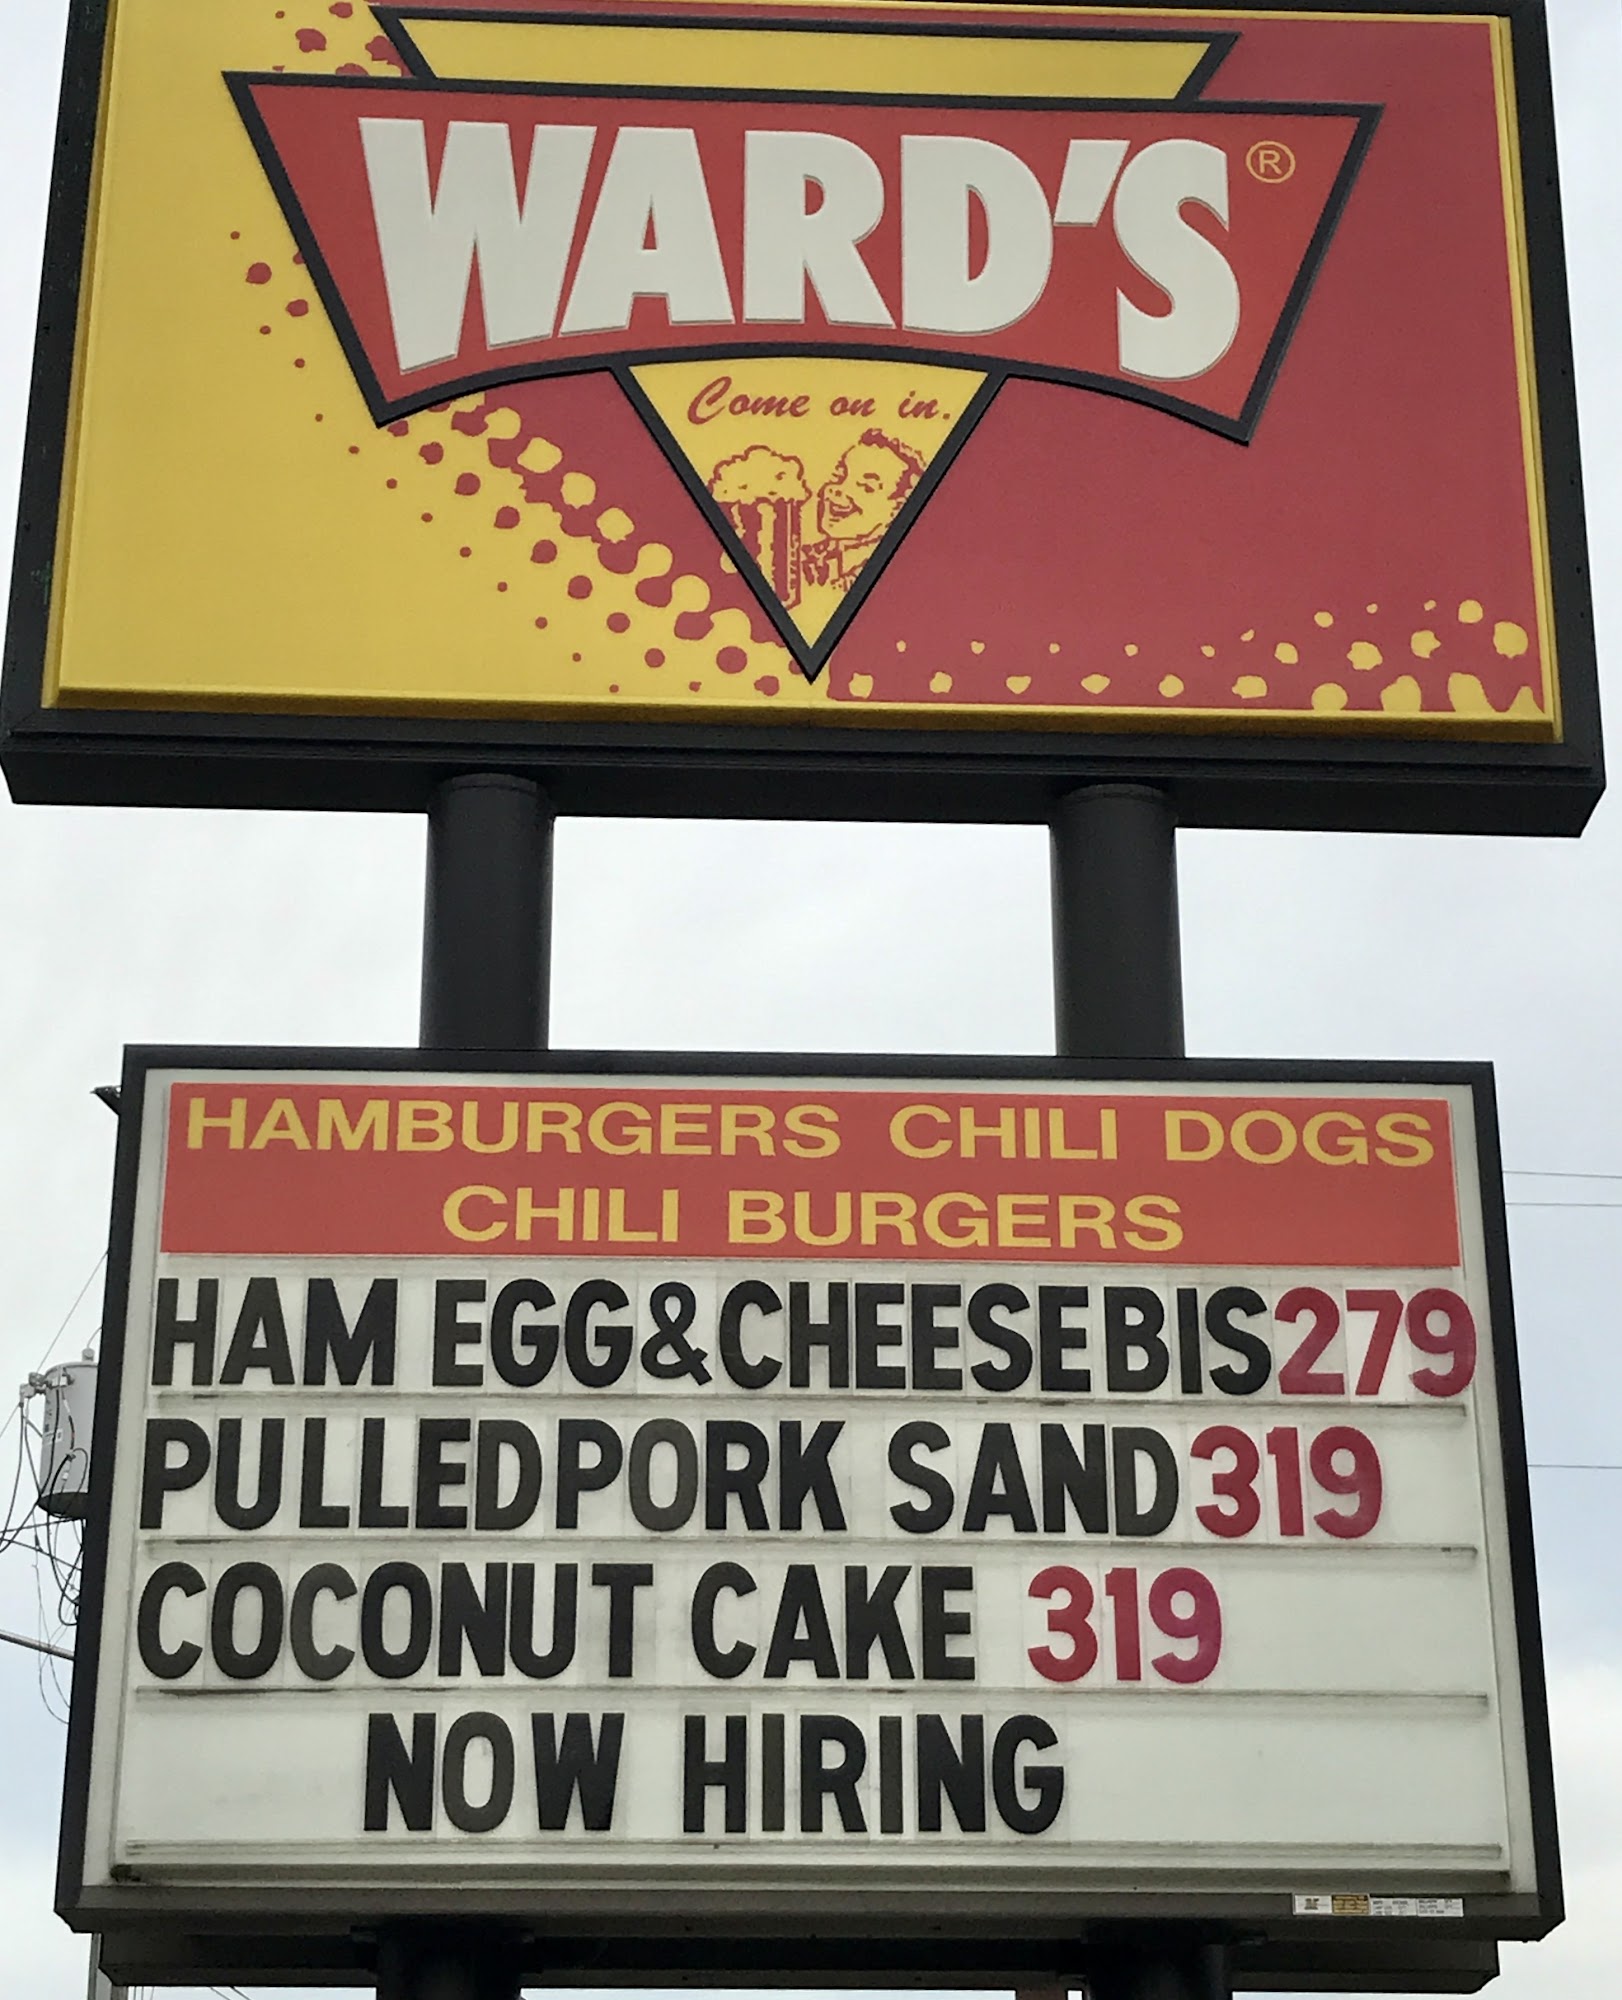 WARD'S®
Come on in.
HAMBURGERS CHILI DOGS
CHILI BURGERS
HAM EGG&CHEESEBIS279
PULLEDPORK SAND319
COCONUT CAKE 319
NOW HIRING